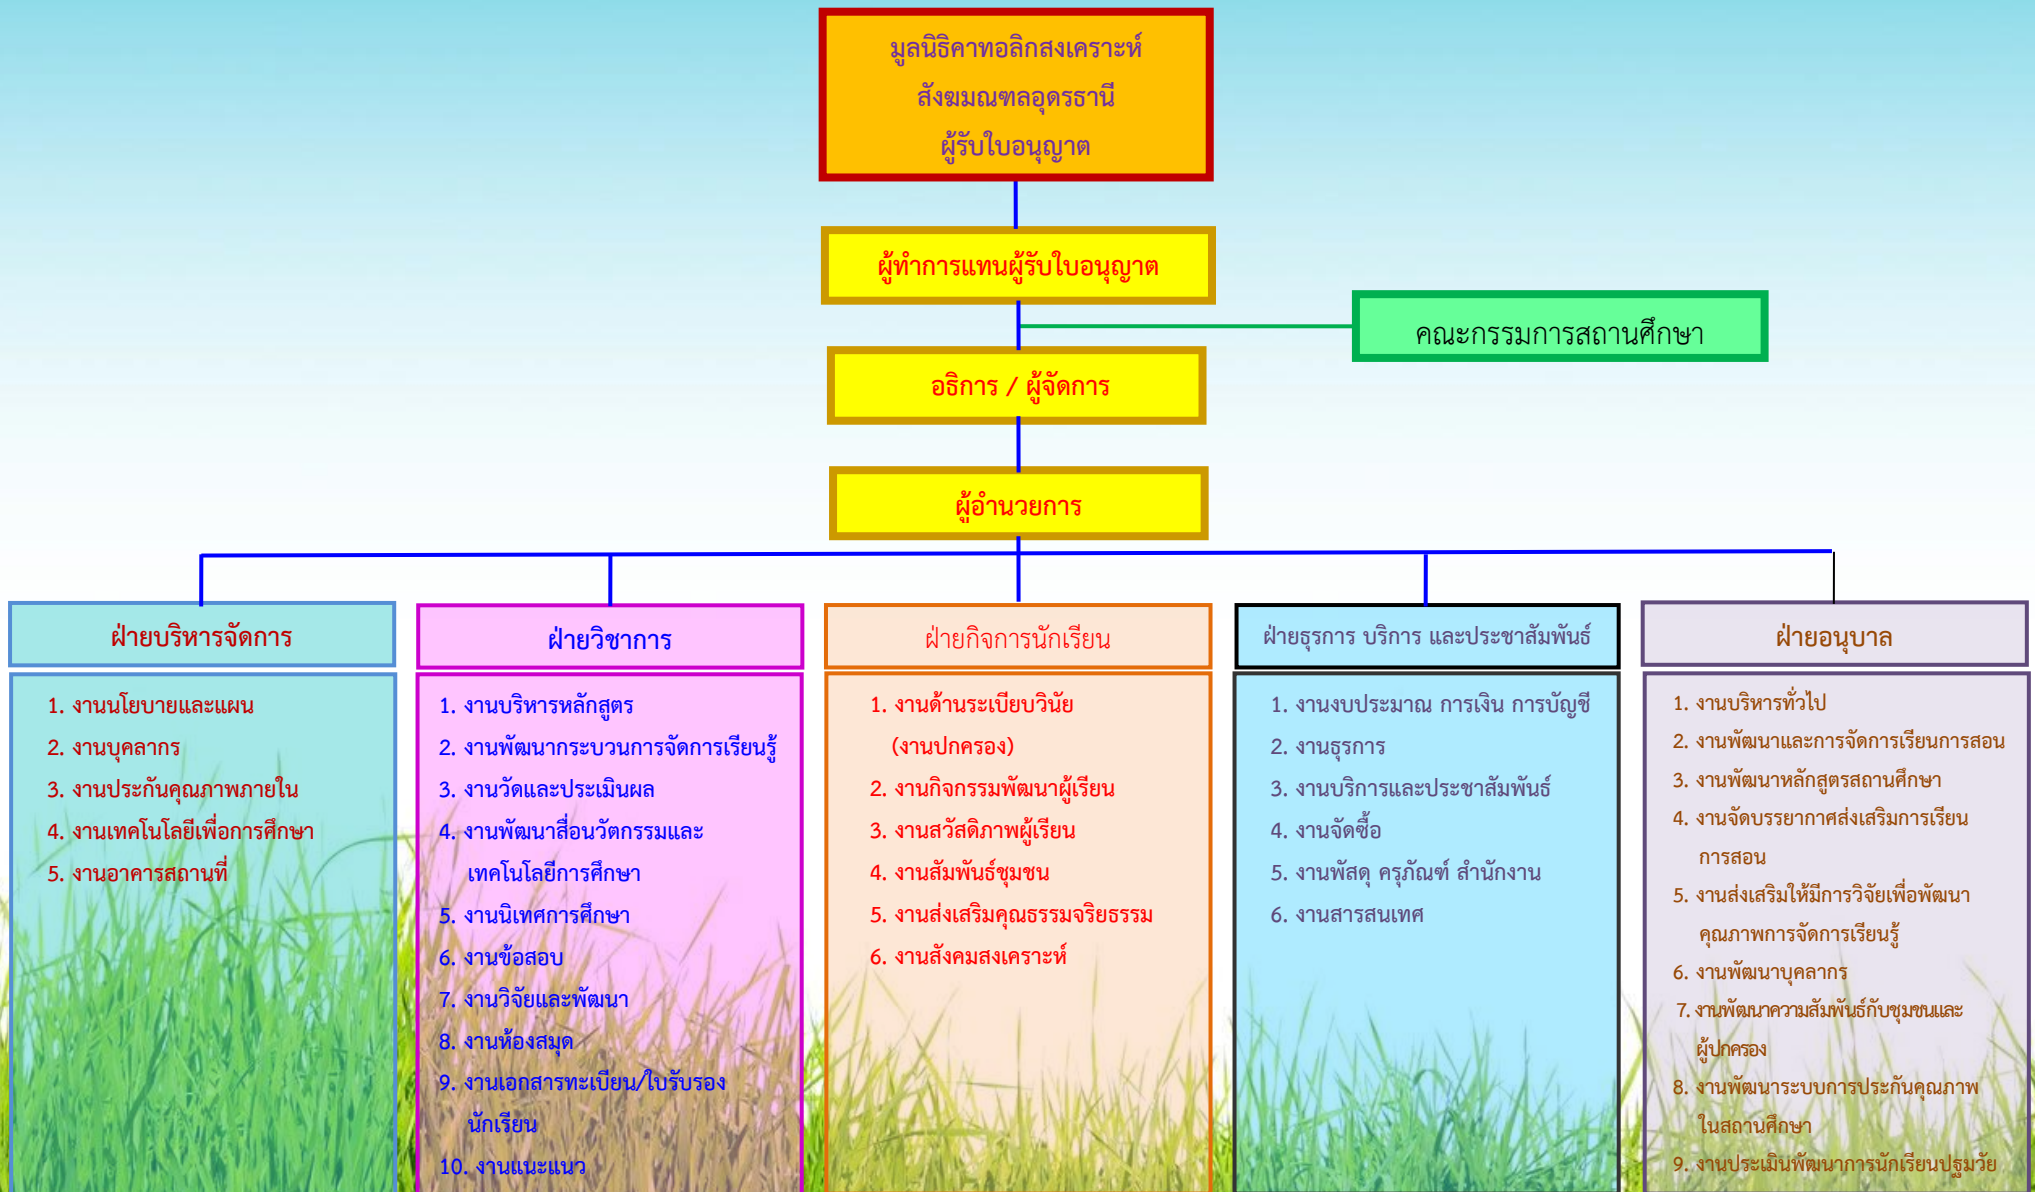 มูลนิธิคาทอลิกสงเคราะห์
สังฆมณฑลอุดรธานี
ผู้รับใบอนุญาต
ผู้ทำการแทนผู้รับใบอนุญาต
คณะกรรมการสถานศึกษา
อธิการ / ผู้จัดการ
ผู้อำนวยการ
ฝ่ายบริหารจัดการ
1. งานนโยบายและแผน
2. งานบุคลากร
3. งานประกันคุณภาพภายใน
4. งานเทคโนโลยีเพื่อการศึกษา
5. งานอาคารสถานที่
ฝ่ายวิชาการ
1. งานบริหารหลักสูตร
2. งานพัฒนากระบวนการจัดการเรียนรู้
3. งานวัดและประเมินผล
4. งานพัฒนาสื่อนวัตกรรมและ
เทคโนโลยีการศึกษา
5. งานนิเทศการศึกษา
6. งานข้อสอบ
7. งานวิจัยและพัฒนา
8. งานห้องสมุด
9. งานเอกสารทะเบียน/ใบรับรอง
นักเรียน
10. งานแนะแนว
ฝ่ายกิจการนักเรียน
1. งานด้านระเบียบวินัย
(งานปกครอง)
2. งานกิจกรรมพัฒนาผู้เรียน
3. งานสวัสดิภาพผู้เรียน
4. งานสัมพันธ์ชุมชน
5. งานส่งเสริมคุณธรรมจริยธรรม
6. งานสังคมสงเคราะห์
ฝ่ายธุรการ บริการ และประชาสัมพันธ์
1. งานงบประมาณ การเงิน การบัญชี
2. งานธุรการ
3. งานบริการและประชาสัมพันธ์
4. งานจัดซื้อ
5. งานพัสดุ ครุภัณฑ์ สำนักงาน
6. งานสารสนเทศ
ฝ่ายอนุบาล
1. งานบริหารทั่วไป
2. งานพัฒนาและการจัดการเรียนการสอน
3. งานพัฒนาหลักสูตรสถานศึกษา
4. งานจัดบรรยากาศส่งเสริมการเรียน
การสอน
5. งานส่งเสริมให้มีการวิจัยเพื่อพัฒนา
คุณภาพการจัดการเรียนรู้
6. งานพัฒนาบุคลากร
7. งานพัฒนาความสัมพันธ์กับชุมชนและ
ผู้ปกครอง
8. งานพัฒนาระบบการประกันคุณภาพ
ในสถานศึกษา
9. งานประเมินพัฒนาการนักเรียนปฐมวัย